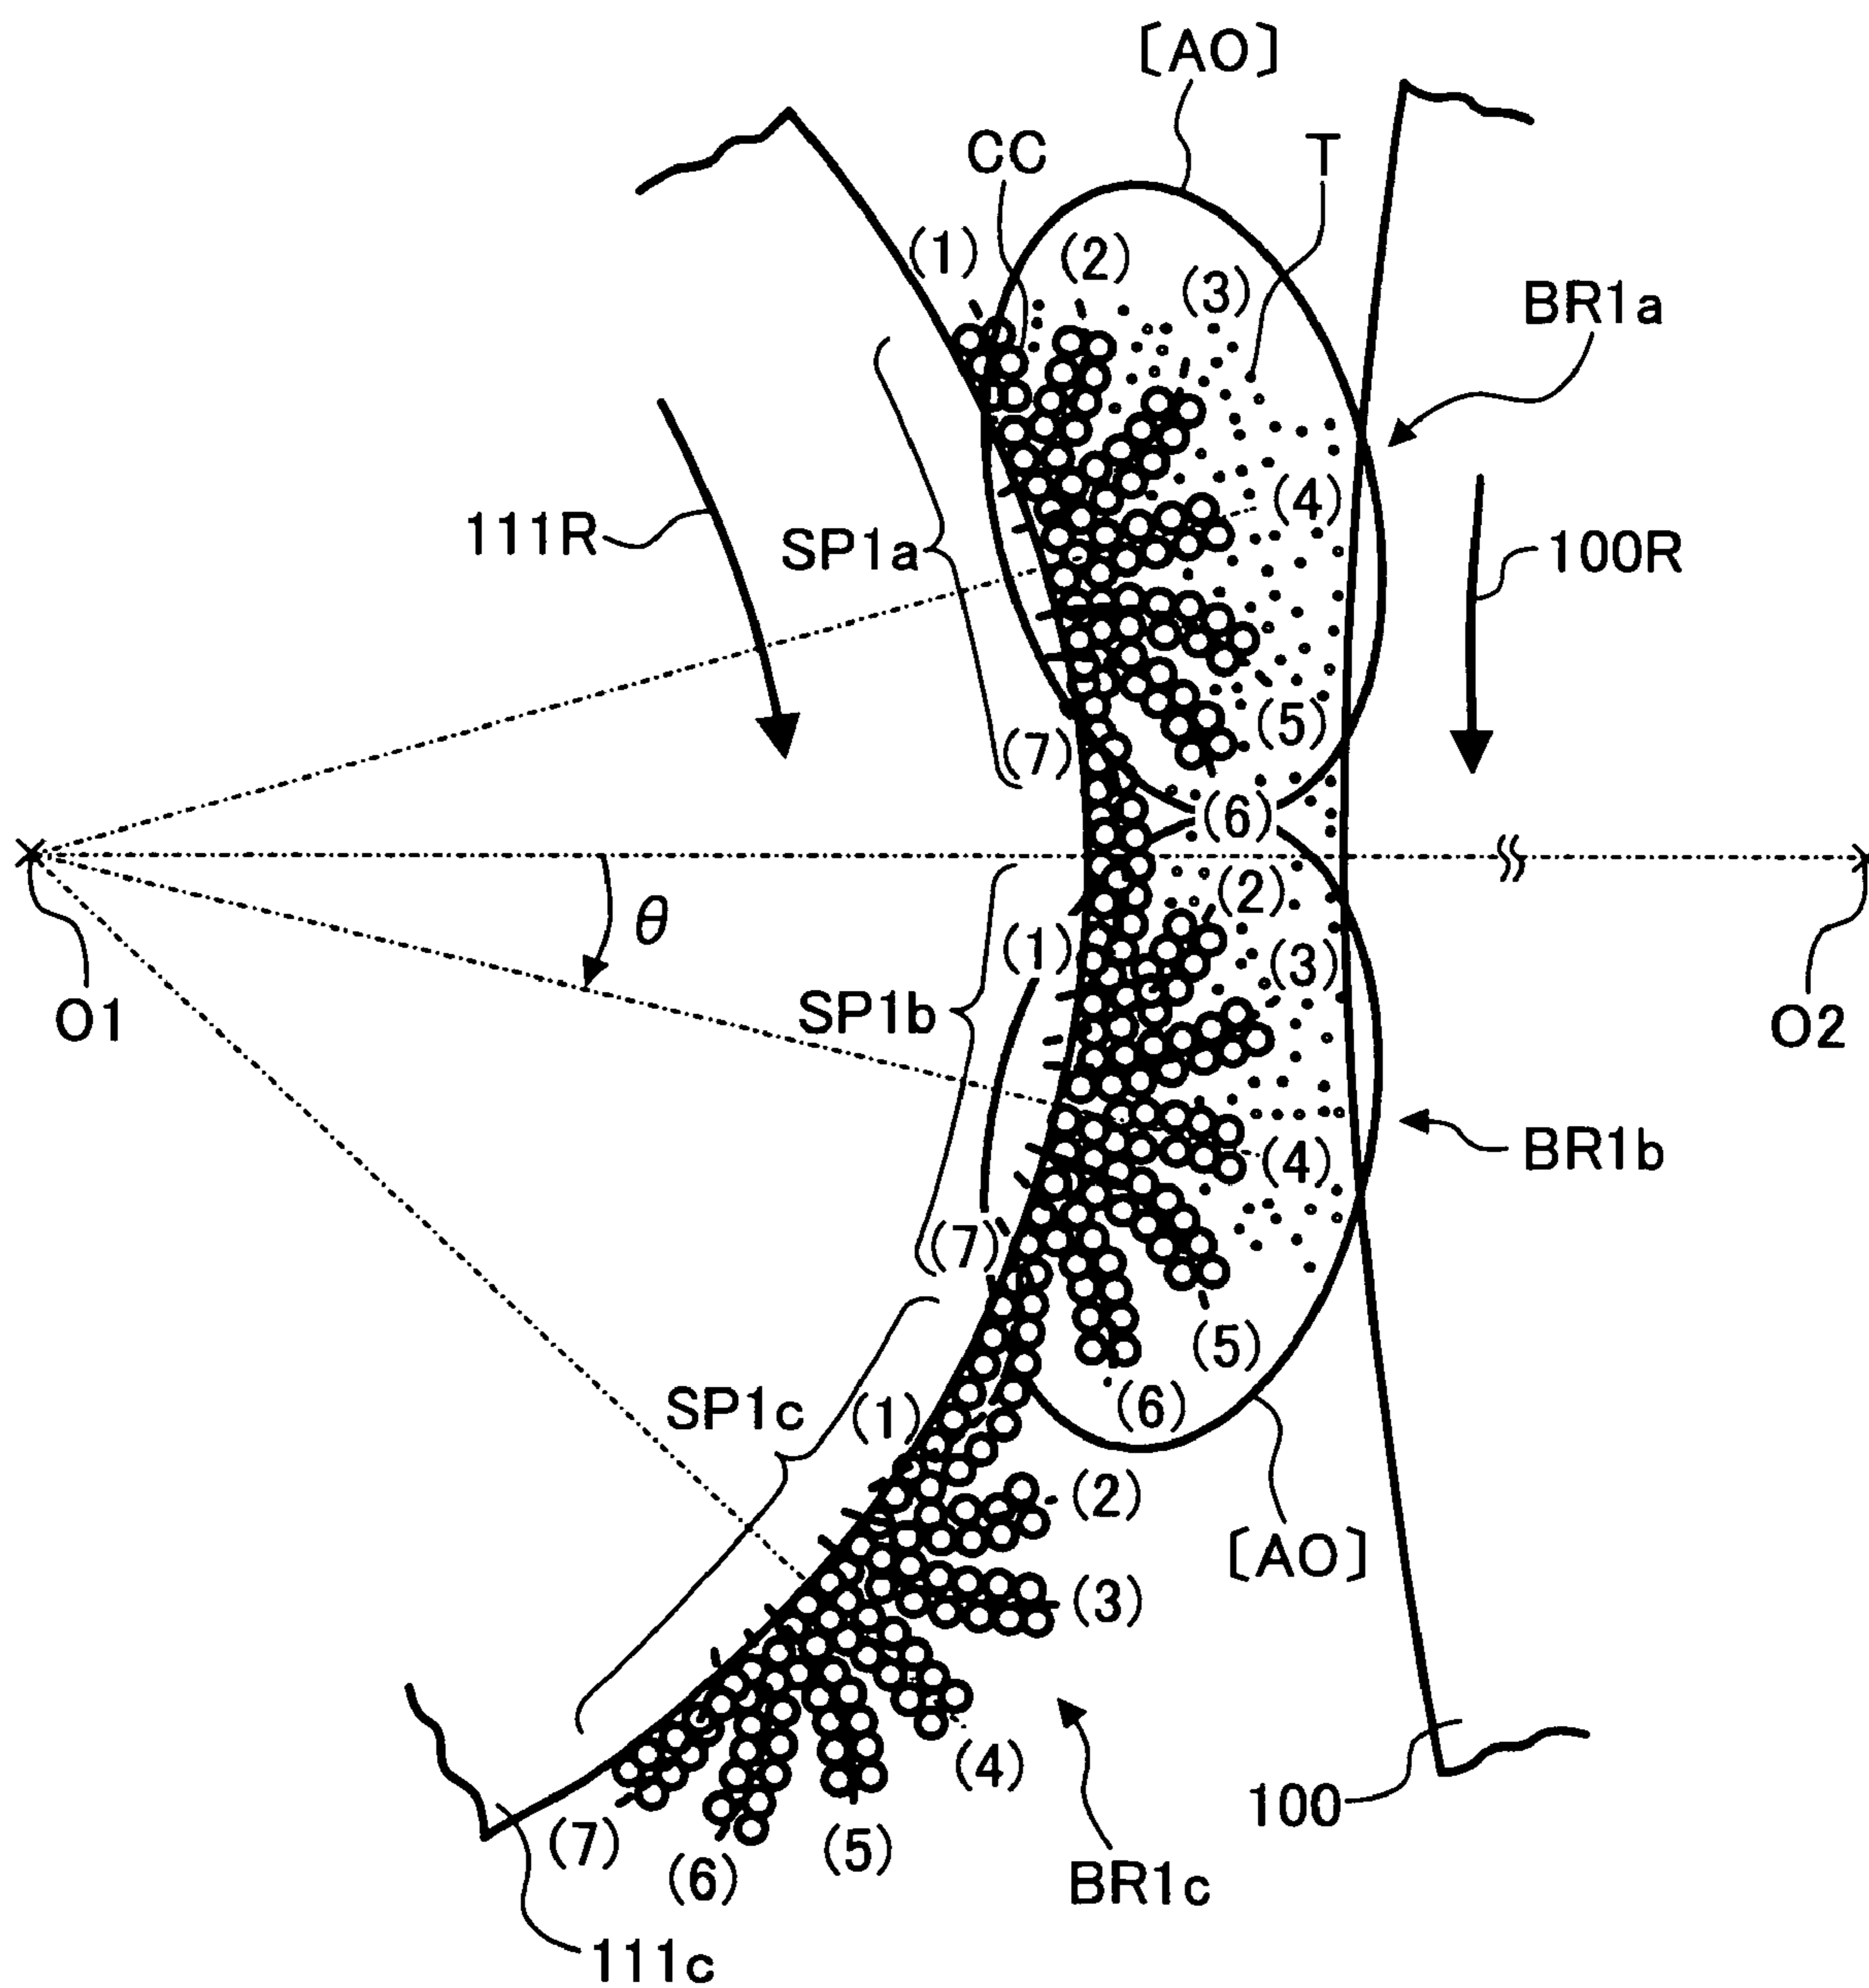 [AO]
CC
T
(1)
(2)
(3)
BR1a
(4)
111R
SP1a
100R
(5)
(7)
(6)
θ
(2)
(1)
(3)
SP1b
O1
O2
(4)
BR1b
(7)
(5)
SP1c
(1)
(6)
(2)
[AO]
(3)
(4)
100
(7)
(5)
(6)
BR1c
111c